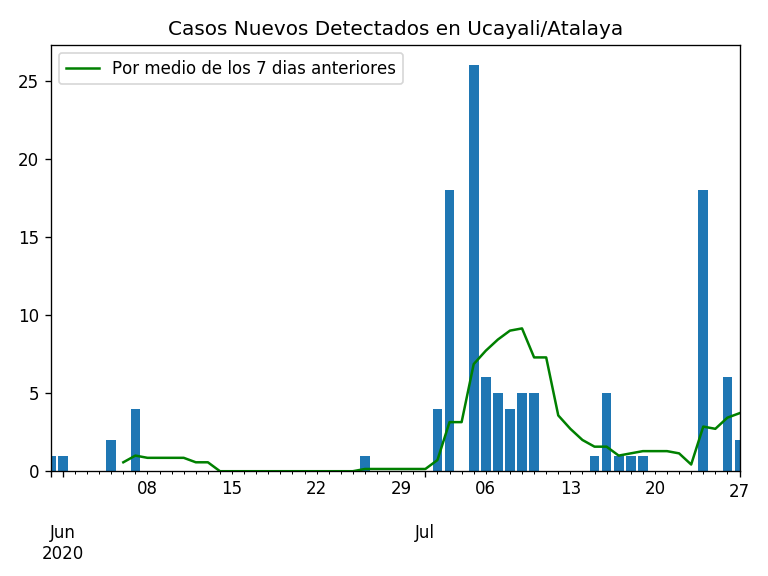 Casos Nuevos Detectados en Ucayali/Atalaya
Por medio de los 7 dias anteriores
25
20
15
10
5
0
08 15 22 29 06 13 20 27
Jun Jul
2020